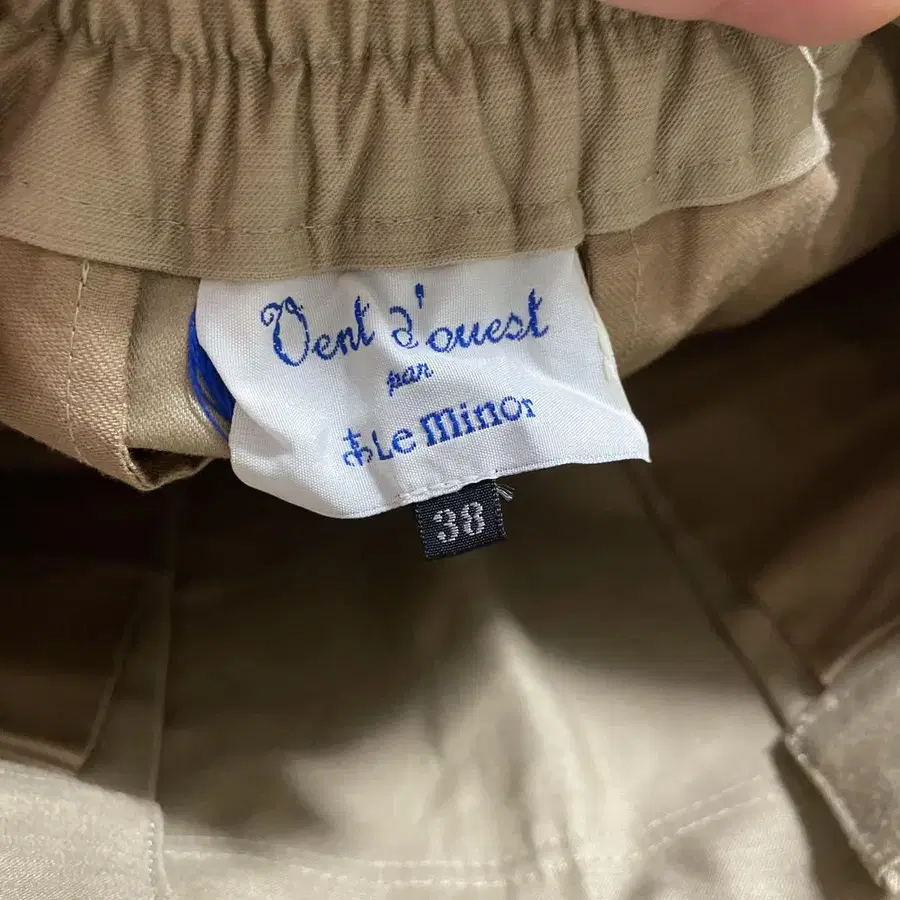 Vent d'ouest
par
Le minor
38